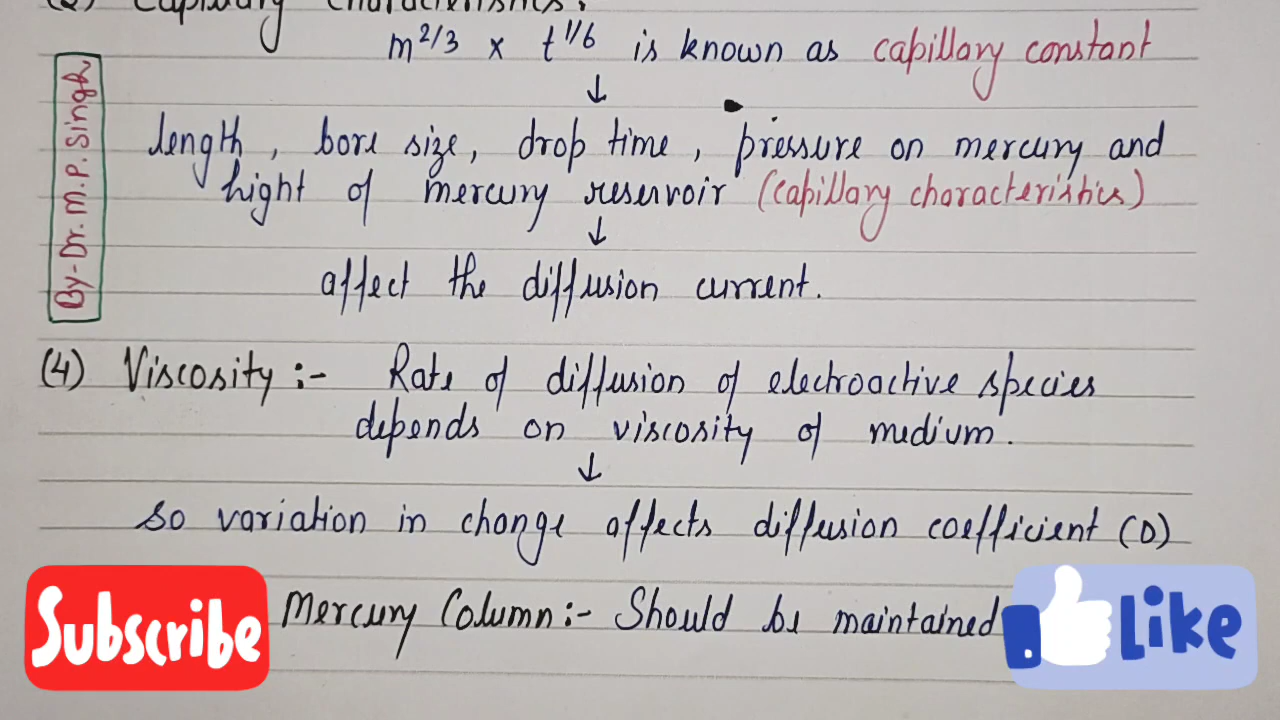 Capillary characteristics:
m^2/3 x t^1/6 is known as capillary constant
↓
length, bore size, drop time, pressure on mercury and
hight of mercury reservoir (capillary characteristics)
↓
affect the diffusion current.
(4) Viscosity :- Rate of diffusion of electroactive species
depends on viscosity of medium.
↓
so variation in change affects diffusion coefficient (D)
Mercury Column:- Should be maintained
By-Dr. M.P. Singh
Subscribe
Like